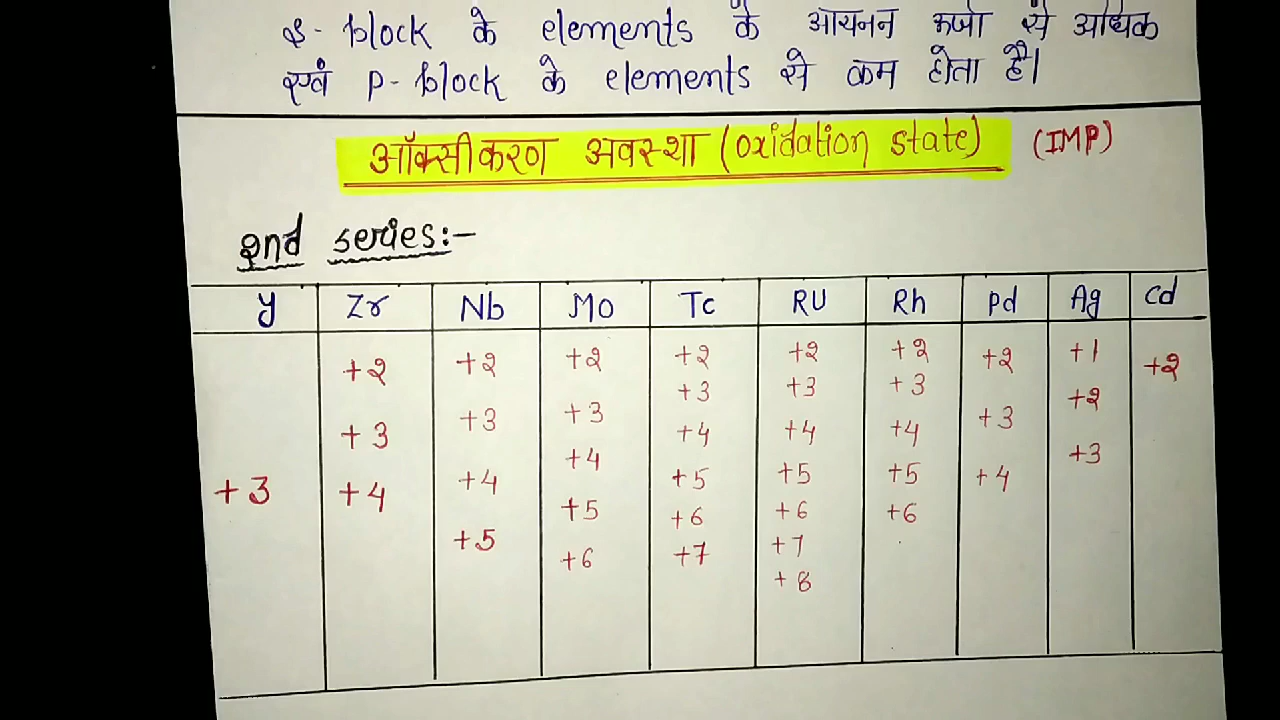 S-block के elements के आयनन ऊर्जा से अधिक
एवं P-block के elements से कम होता है।
ऑक्सीकरण अवस्था (oxidation state) (IMP)
2nd series:-
y Zr Nb Mo Tc RU Rh Pd Ag Cd
+2 +2 +2 +2 +2 +2 +2 +1 +2
+3 +3 +3 +3 +3 +3 +3 +2
+3 +4 +4 +4 +4 +4 +4 +4 +3
+5 +5 +5 +5 +5
+6 +6 +6 +6
+7 +7
+8